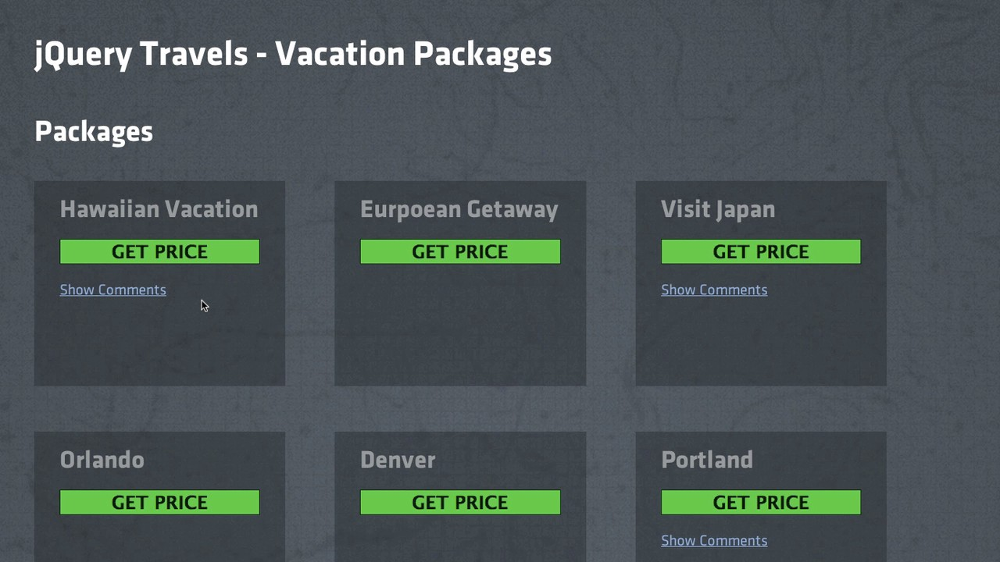 jQuery Travels - Vacation Packages
Packages
Hawaiian Vacation
GET PRICE
Show Comments
Eurpoean Getaway
GET PRICE
Visit Japan
GET PRICE
Show Comments
Orlando
GET PRICE
Denver
GET PRICE
Portland
GET PRICE
Show Comments